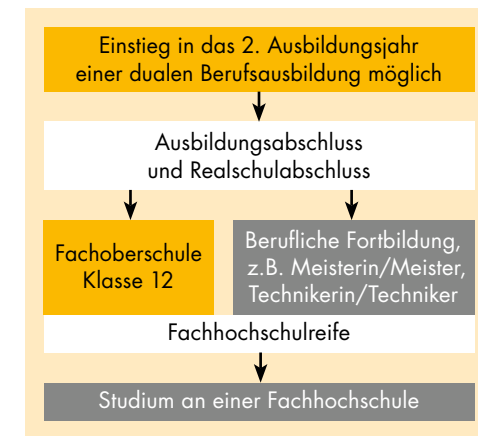 Einstieg in das 2. Ausbildungsjahr
einer dualen Berufsausbildung möglich
Ausbildungsabschluss
und Realschulabschluss
Fachoberschule
Klasse 12
Berufliche Fortbildung,
z.B. Meisterin/Meister,
Technikerin/Techniker
Fachhochschulreife
Studium an einer Fachhochschule